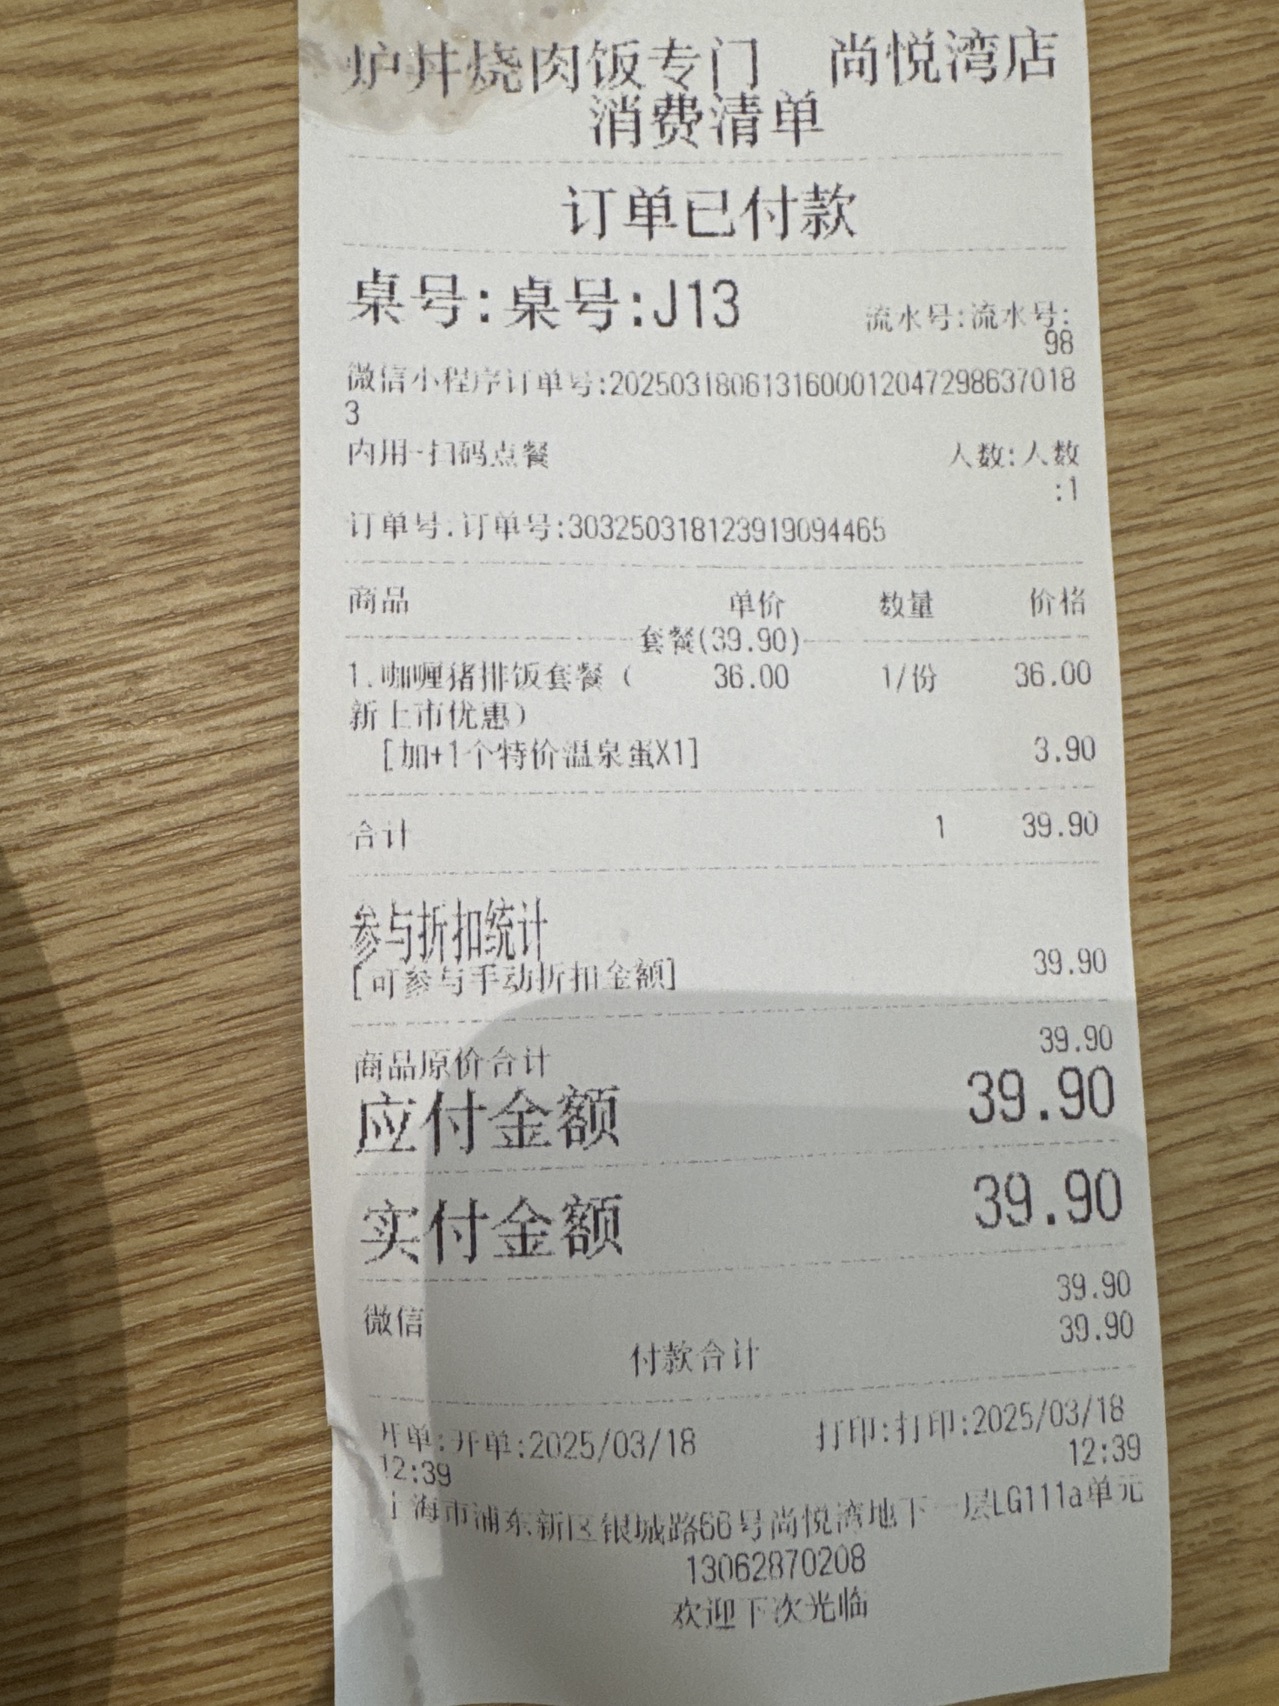 炉丼烧肉饭专门 尚悦湾店
消费清单
订单已付款
桌号:桌号:J13 流水号:流水号:
98
微信小程序订单号:2025031806131600012047298637018
3
内用-扫码点餐 人数:人数
:1
订单号.订单号:30325031812391909​4465
商品 单价 数量 价格
套餐(39.90)
1.咖喱猪排饭套餐( 36.00 1/份 36.00
新上市优惠)
[加+1个特价温泉蛋X1] 3.90
合计 1 39.90
参与折扣统计
[可参与手动折扣金额] 39.90
商品原价合计 39.90
应付金额 39.90
实付金额 39.90
微信 39.90
付款合计 39.90
开单:开单:2025/03/18 打印:打印:2025/03/18
12:39 12:39
上海市浦东新区银城路66号尚悦湾地下一层LG111a单元
13062870208
欢迎下次光临